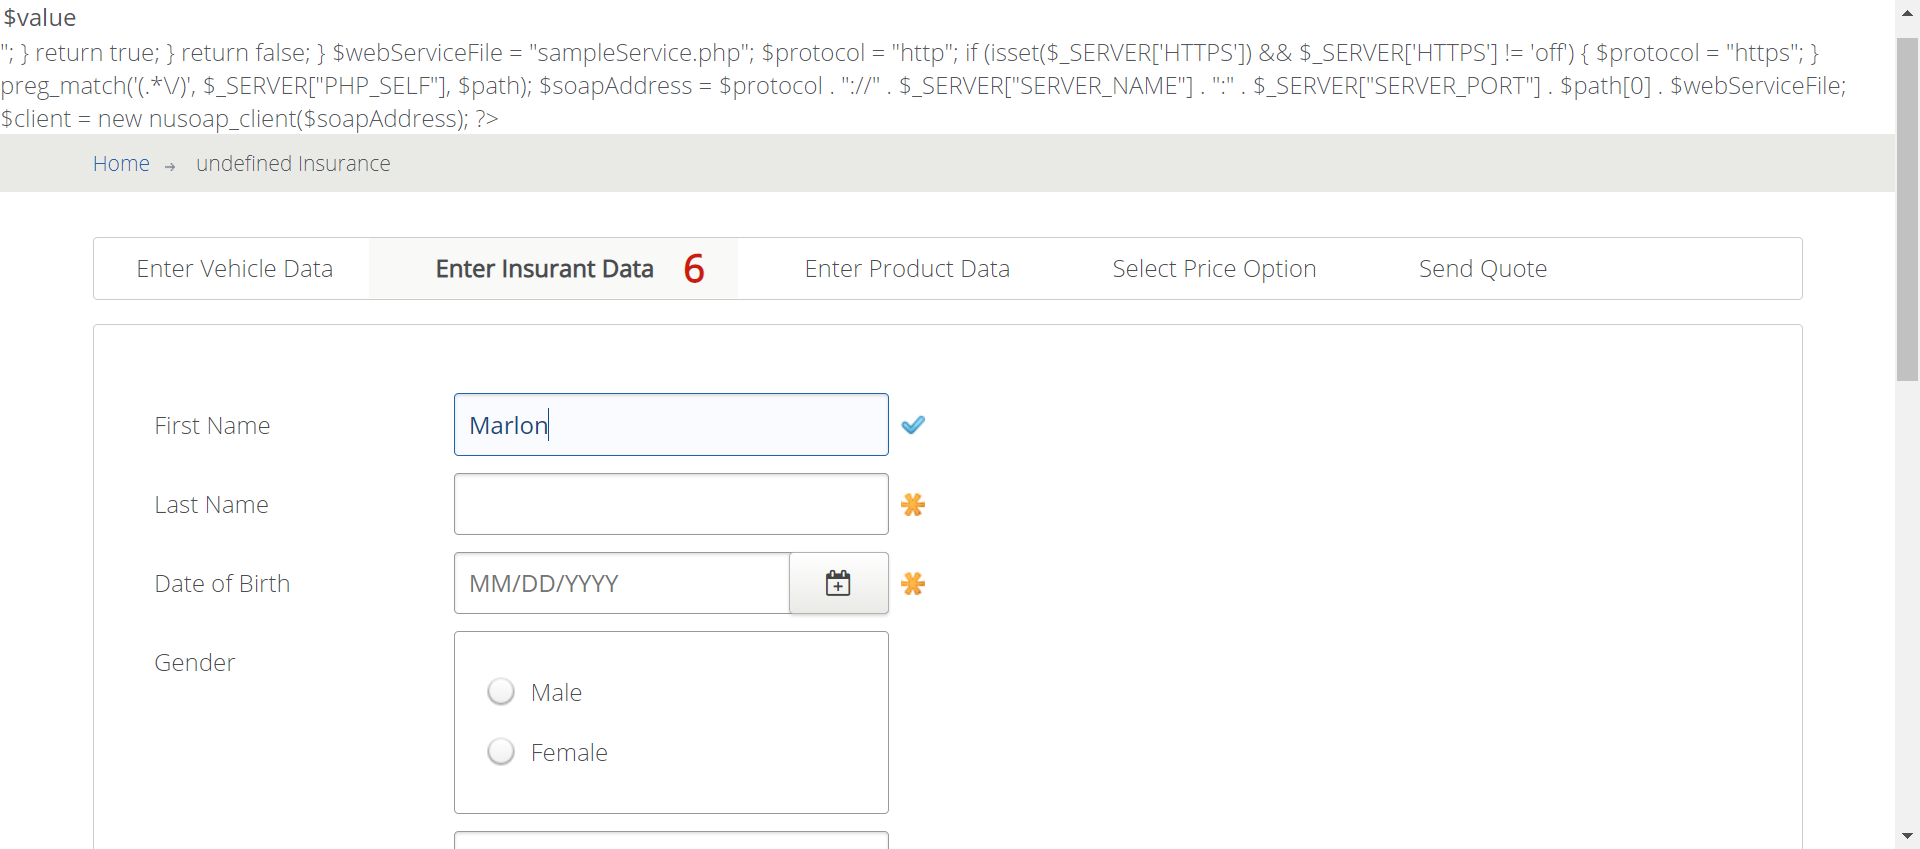 $value
"; } return true; } return false; } $webServiceFile = "sampleService.php"; $protocol = "http"; if (isset($_SERVER['HTTPS']) && $_SERVER['HTTPS'] != 'off') { $protocol = "https"; }
preg_match('(.*\/)', $_SERVER["PHP_SELF"], $path); $soapAddress = $protocol . "://" . $_SERVER["SERVER_NAME"] . ":" . $_SERVER["SERVER_PORT"] . $path[0] . $webServiceFile;
$client = new nusoap_client($soapAddress); ?>
Home → undefined Insurance
Enter Vehicle Data Enter Insurant Data 6 Enter Product Data Select Price Option Send Quote
First Name Marlon
Last Name
Date of Birth MM/DD/YYYY
Gender
Male
Female